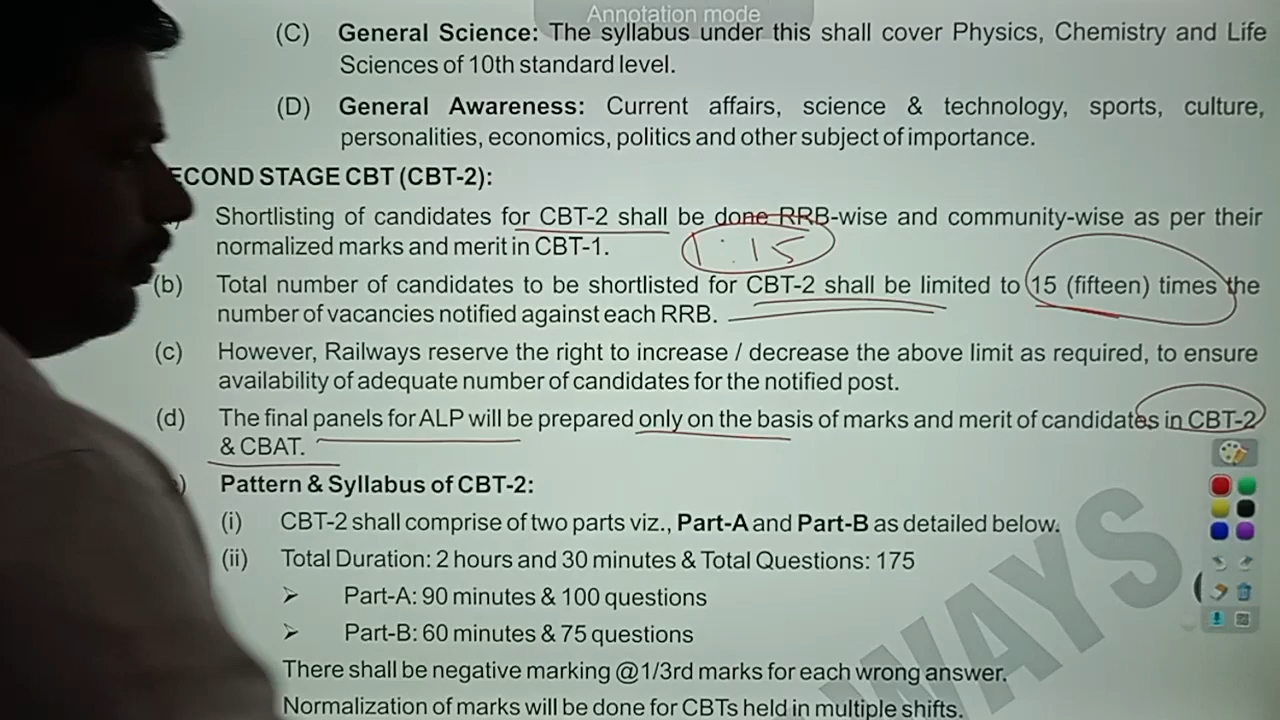 Annotation mode
(C) General Science: The syllabus under this shall cover Physics, Chemistry and Life
Sciences of 10th standard level.
(D) General Awareness: Current affairs, science & technology, sports, culture,
personalities, economics, politics and other subject of importance.
ECOND STAGE CBT (CBT-2):
Shortlisting of candidates for CBT-2 shall be done RRB-wise and community-wise as per their
normalized marks and merit in CBT-1.
1:15
(b) Total number of candidates to be shortlisted for CBT-2 shall be limited to 15 (fifteen) times the
number of vacancies notified against each RRB.
(c) However, Railways reserve the right to increase / decrease the above limit as required, to ensure
availability of adequate number of candidates for the notified post.
(d) The final panels for ALP will be prepared only on the basis of marks and merit of candidates in CBT-2
& CBAT.
Pattern & Syllabus of CBT-2:
(i) CBT-2 shall comprise of two parts viz., Part-A and Part-B as detailed below.
(ii) Total Duration: 2 hours and 30 minutes & Total Questions: 175
➢ Part-A: 90 minutes & 100 questions
➢ Part-B: 60 minutes & 75 questions
There shall be negative marking @1/3rd marks for each wrong answer.
Normalization of marks will be done for CBTs held in multiple shifts.
WAYS